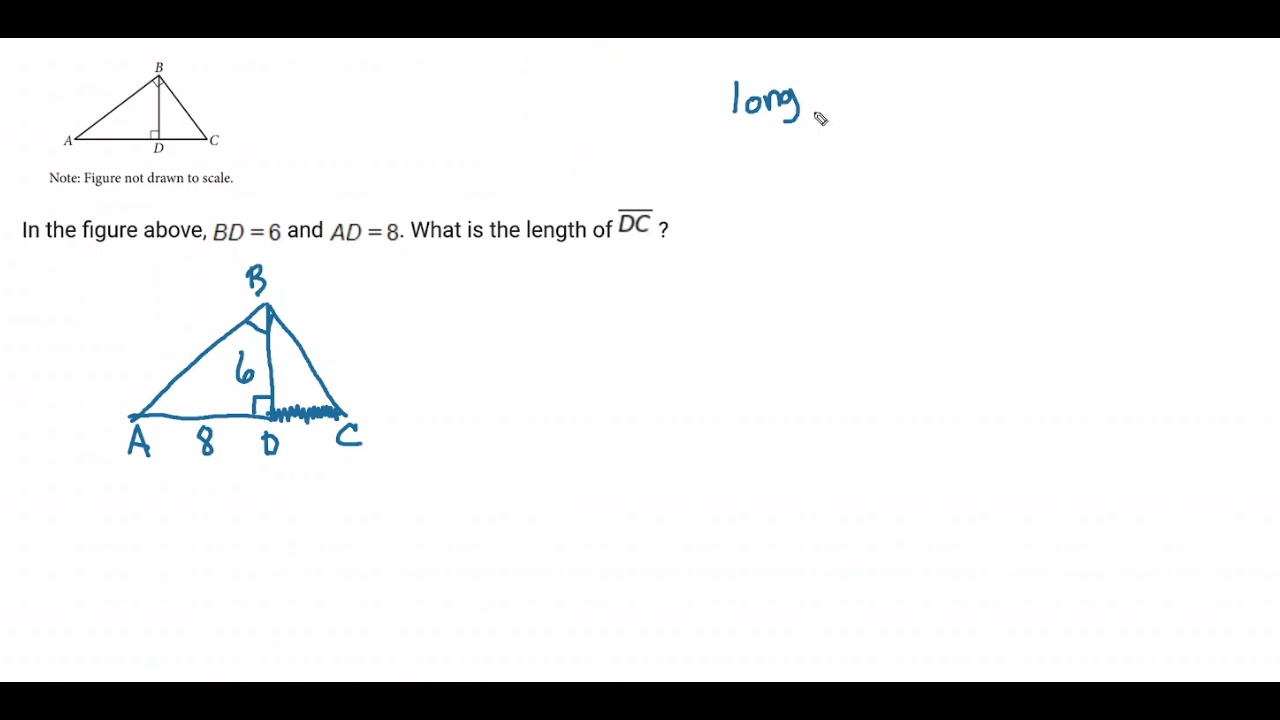 B
A
D
C
Note: Figure not drawn to scale.
In the figure above, BD = 6 and AD = 8. What is the length of DC ?
long
B
6
A
8
D
C